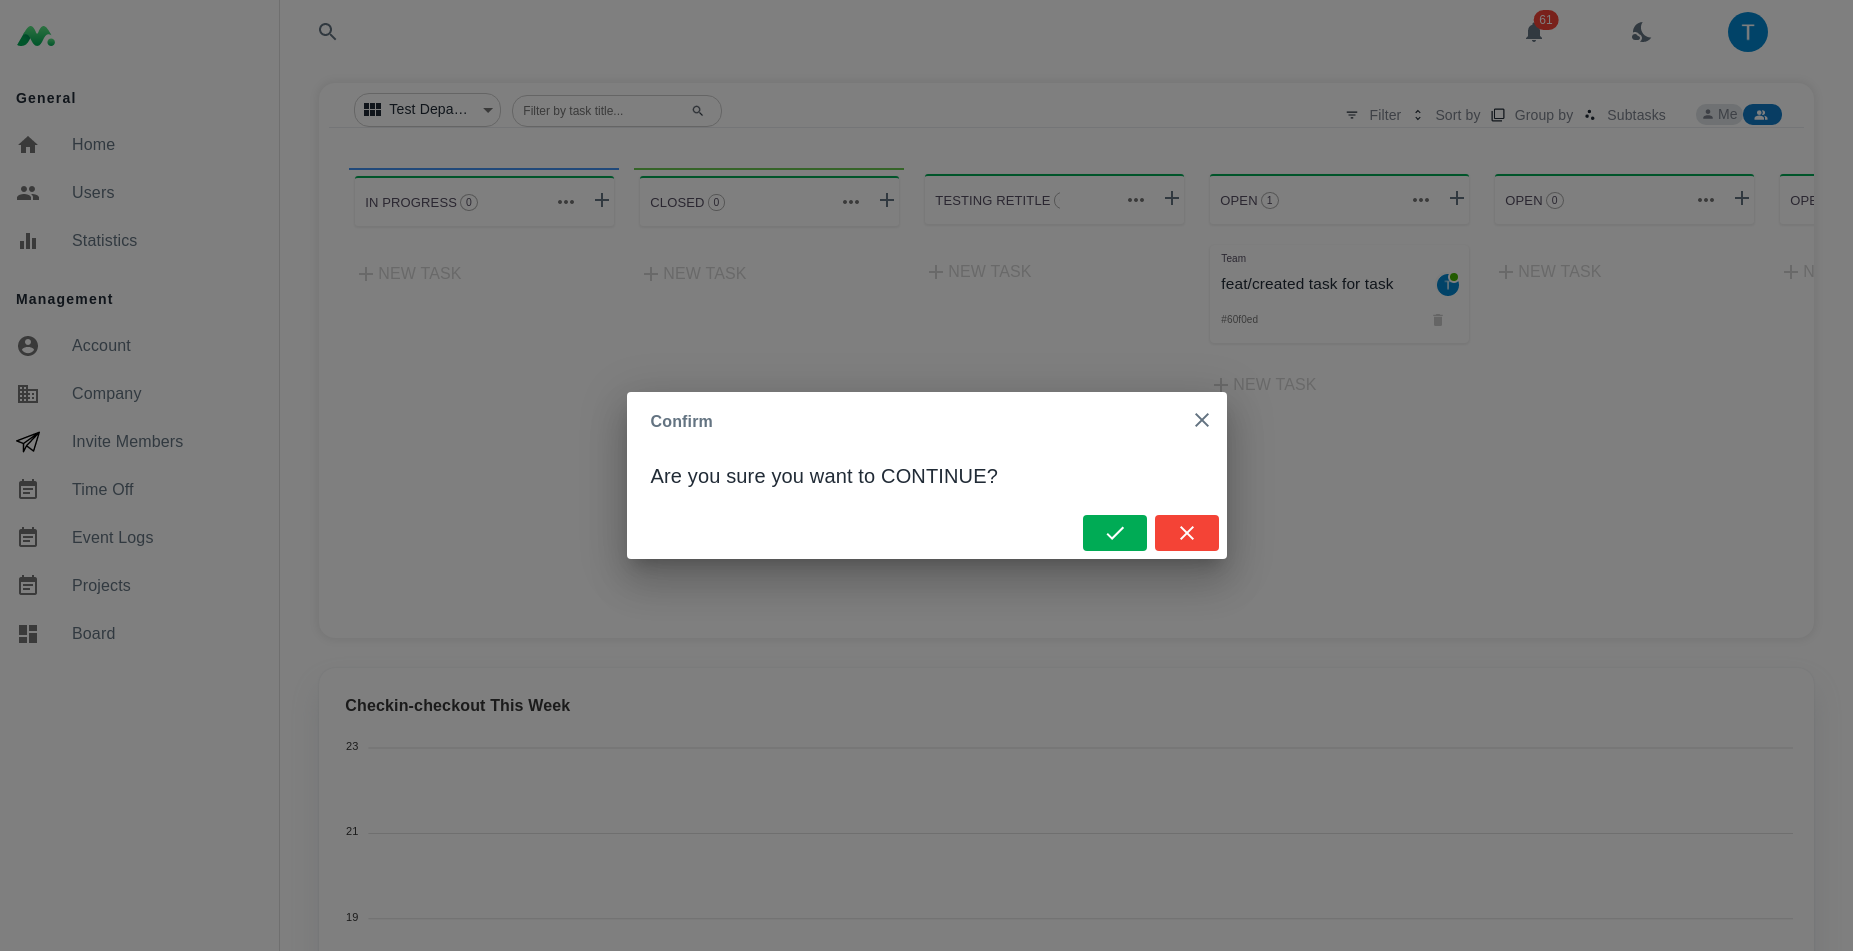 General
Home
Users
Statistics
Management
Account
Company
Invite Members
Time Off
Event Logs
Projects
Board
61
T
Test Depa...
Filter by task title...
Filter
Sort by
Group by
Subtasks
Me
IN PROGRESS 0
CLOSED 0
TESTING RETITLE
OPEN 1
OPEN 0
OPE
NEW TASK
NEW TASK
NEW TASK
Team
feat/created task for task
T
#60f0ed
NEW TASK
NEW TASK
N
Confirm
Are you sure you want to CONTINUE?
Checkin-checkout This Week
23
21
19